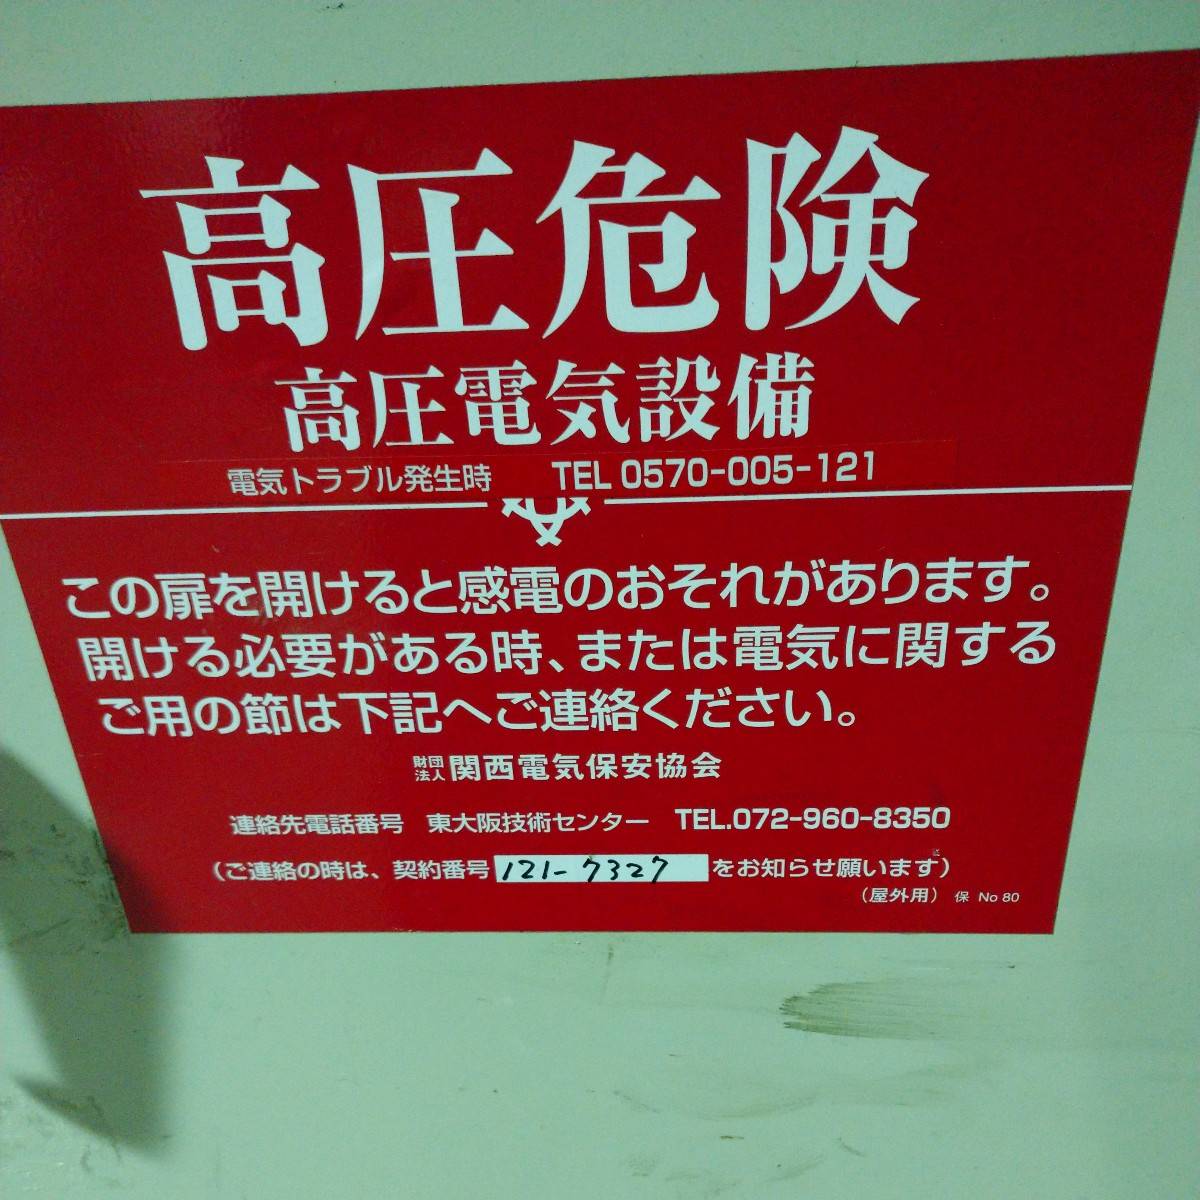 高圧危険
高圧電気設備
電気トラブル発生時 TEL 0570-005-121
この扉を開けると感電のおそれがあります。
開ける必要がある時、または電気に関する
ご用の節は下記へご連絡ください。
財団法人 関西電気保安協会
連絡先電話番号 東大阪技術センター TEL.072-960-8350
(ご連絡の時は、契約番号 121-7327 をお知らせ願います)
(屋外用) 保 No 80